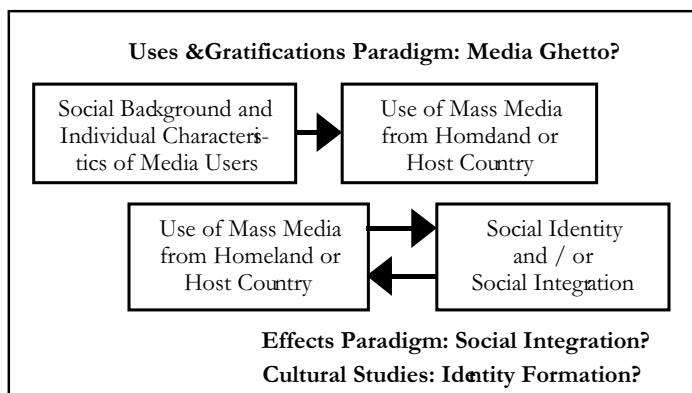 Uses &Gratifications Paradigm: Media Ghetto?
Social Background and
Individual Characteris-
tics of Media Users
Use of Mass Media
from Homeland or
Host Country
Use of Mass Media
from Homeland or
Host Country
Social Identity
and / or
Social Integration
Effects Paradigm: Social Integration?
Cultural Studies: Identity Formation?